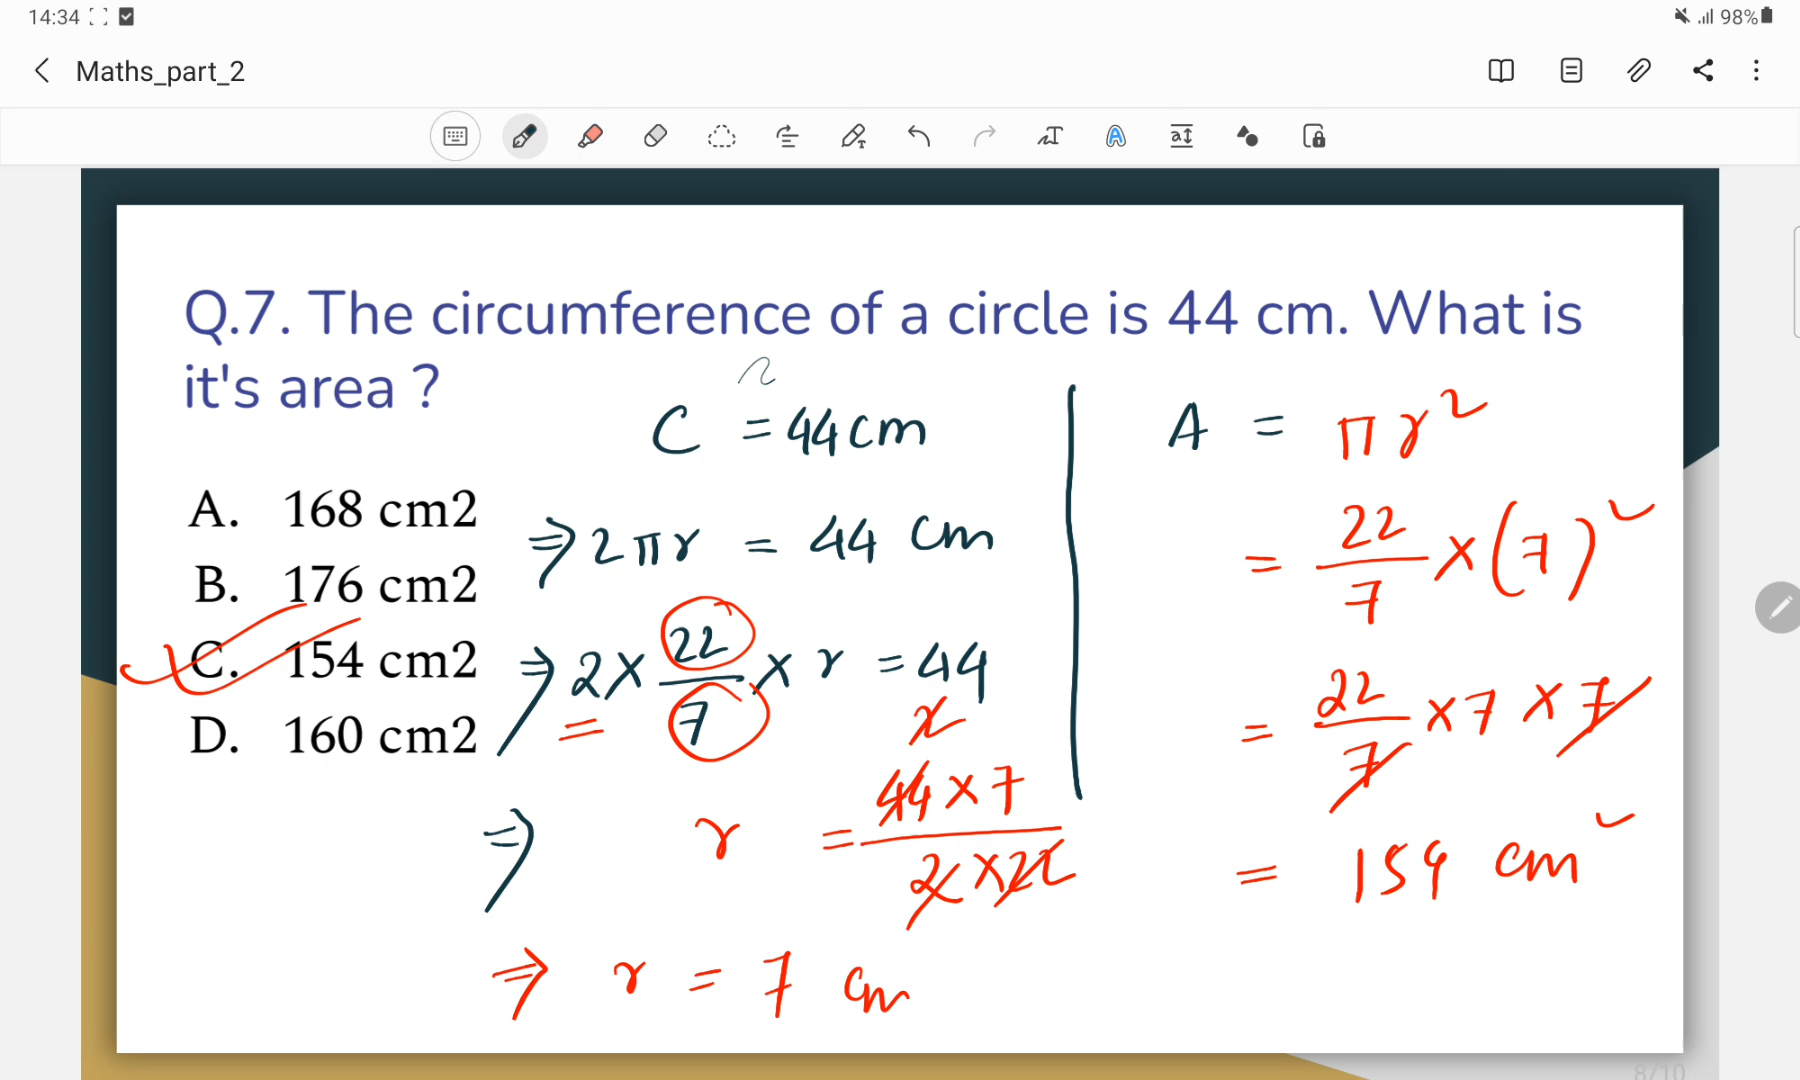 14:34
98%
Maths_part_2
Q.7. The circumference of a circle is 44 cm. What is
it's area ?
A. 168 cm2
B. 176 cm2
C. 154 cm2
D. 160 cm2
C = 44 cm
⇒ 2πr = 44 cm
⇒ 2 × 22/7 × r = 44
⇒ r = 44 × 7 / 2 × 22
⇒ r = 7 cm
A = πr²
= 22/7 × (7)²
= 22/7 × 7 × 7
= 154 cm²
8/10